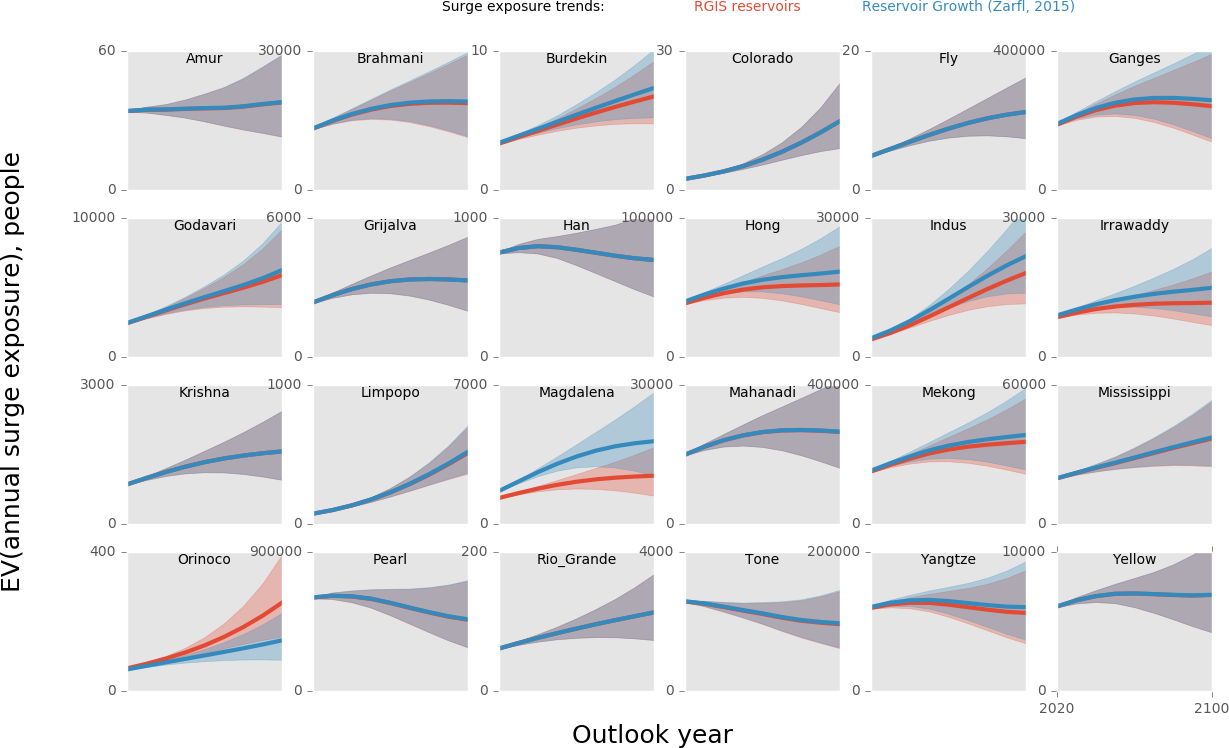 Surge exposure trends: RGIS reservoirs Reservoir Growth (Zarfl, 2015)
60 30000 10 30 20 400000
Amur Brahmani Burdekin Colorado Fly Ganges
0 0 0 0 0 0
10000 6000 1000 100000 30000 30000
Godavari Grijalva Han Hong Indus Irrawaddy
0 0 0 0 0 0
3000 1000 7000 30000 400000 60000
Krishna Limpopo Magdalena Mahanadi Mekong Mississippi
0 0 0 0 0 0
400 900000 200 4000 200000 10000
Orinoco Pearl Rio_Grande Tone Yangtze Yellow
0 0 0 0 0 0
2020 2100
EV(annual surge exposure), people
Outlook year